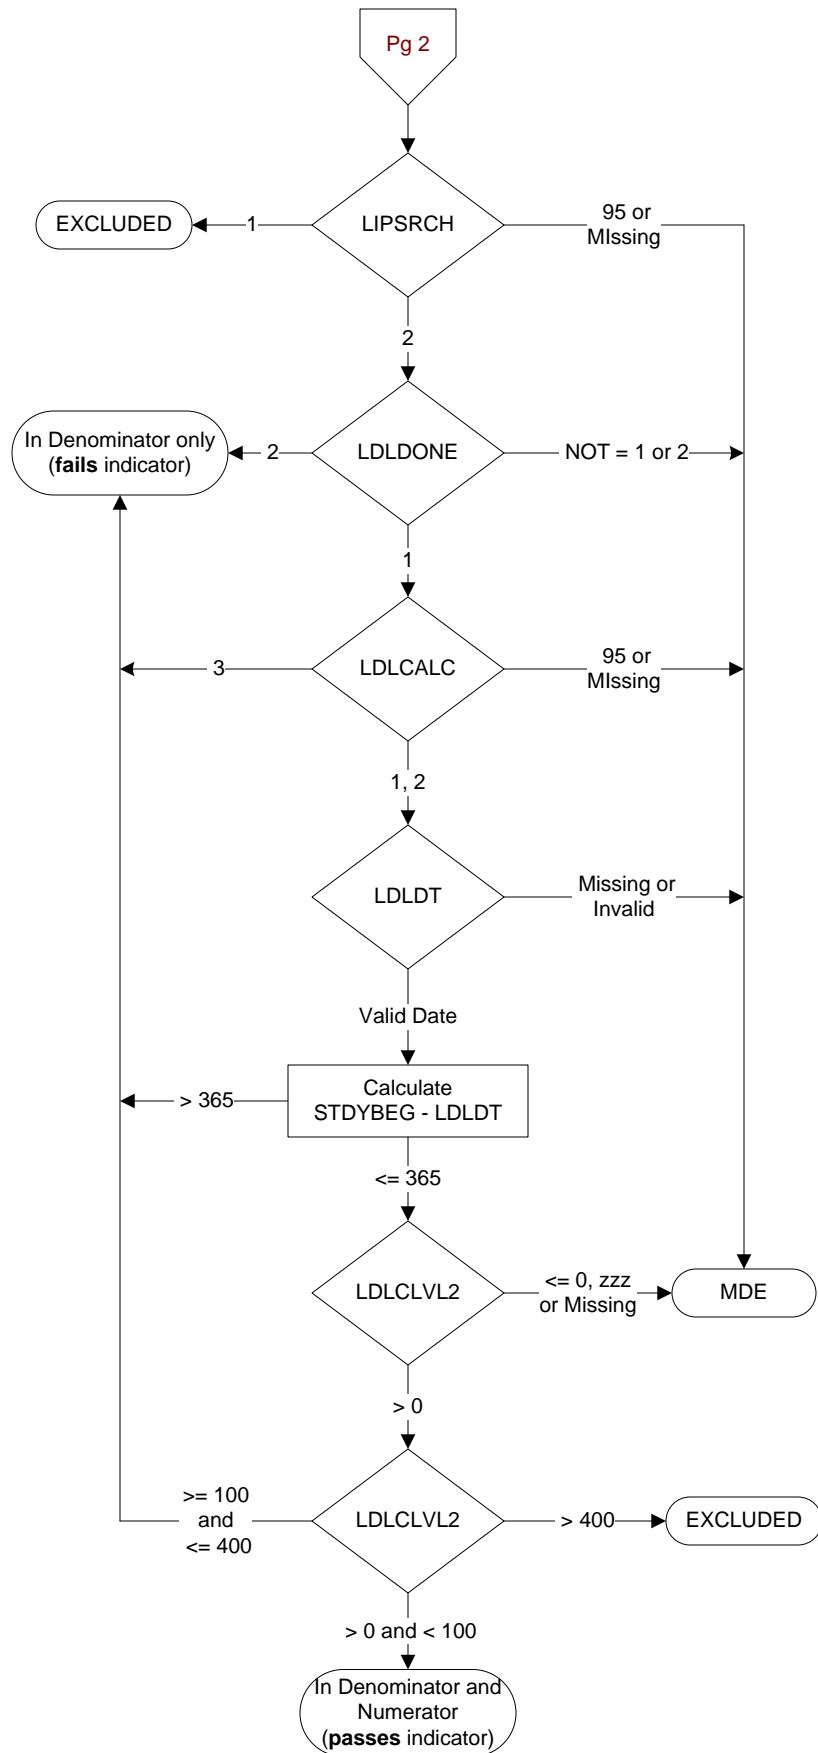 Pg 2
EXCLUDED
1
LIPSRCH
95 or
MIssing
2
In Denominator only
(fails indicator)
2
LDLDONE
NOT = 1 or 2
1
3
LDLCALC
95 or
MIssing
1, 2
LDLDT
Missing or
Invalid
Valid Date
> 365
Calculate
STDYBEG - LDLDT
<= 365
LDLCLVL2
<= 0, zzz
or Missing
MDE
> 0
>= 100
and
<= 400
LDLCLVL2
> 400
EXCLUDED
> 0 and < 100
In Denominator and
Numerator
(passes indicator)